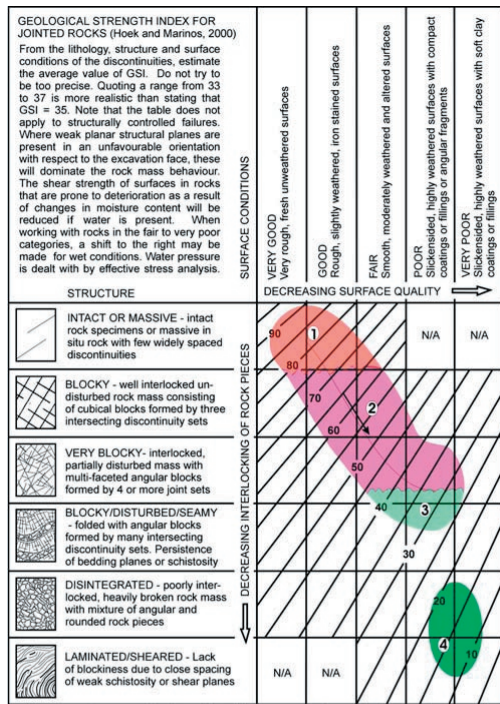 GEOLOGICAL STRENGTH INDEX FOR
JOINTED ROCKS (Hoek and Marinos, 2000)
From the lithology, structure and surface
conditions of the discontinuities, estimate
the average value of GSI. Do not try to
be too precise. Quoting a range from 33
to 37 is more realistic than stating that
GSI = 35. Note that the table does not
apply to structurally controlled failures.
Where weak planar structural planes are
present in an unfavourable orientation
with respect to the excavation face, these
will dominate the rock mass behaviour.
The shear strength of surfaces in rocks
that are prone to deterioration as a result
of changes in moisture content will be
reduced if water is present. When
working with rocks in the fair to very poor
categories, a shift to the right may be
made for wet conditions. Water pressure
is dealt with by effective stress analysis.
STRUCTURE
SURFACE CONDITIONS
VERY GOOD
Very rough, fresh unweathered surfaces
GOOD
Rough, slightly weathered, iron stained surfaces
FAIR
Smooth, moderately weathered and altered surfaces
POOR
Slickensided, highly weathered surfaces with compact
coatings or fillings or angular fragments
VERY POOR
Slickensided, highly weathered surfaces with soft clay
coatings or fillings
DECREASING SURFACE QUALITY
DECREASING INTERLOCKING OF ROCK PIECES
INTACT OR MASSIVE - intact
rock specimens or massive in
situ rock with few widely spaced
discontinuities
BLOCKY - well interlocked un-
disturbed rock mass consisting
of cubical blocks formed by three
intersecting discontinuity sets
VERY BLOCKY- interlocked,
partially disturbed mass with
multi-faceted angular blocks
formed by 4 or more joint sets
BLOCKY/DISTURBED/SEAMY
- folded with angular blocks
formed by many intersecting
discontinuity sets. Persistence
of bedding planes or schistosity
DISINTEGRATED - poorly inter-
locked, heavily broken rock mass
with mixture of angular and
rounded rock pieces
LAMINATED/SHEARED - Lack
of blockiness due to close spacing
of weak schistosity or shear planes
90
1
N/A
N/A
80
70
2
60
50
40
3
30
20
4
10
N/A
N/A